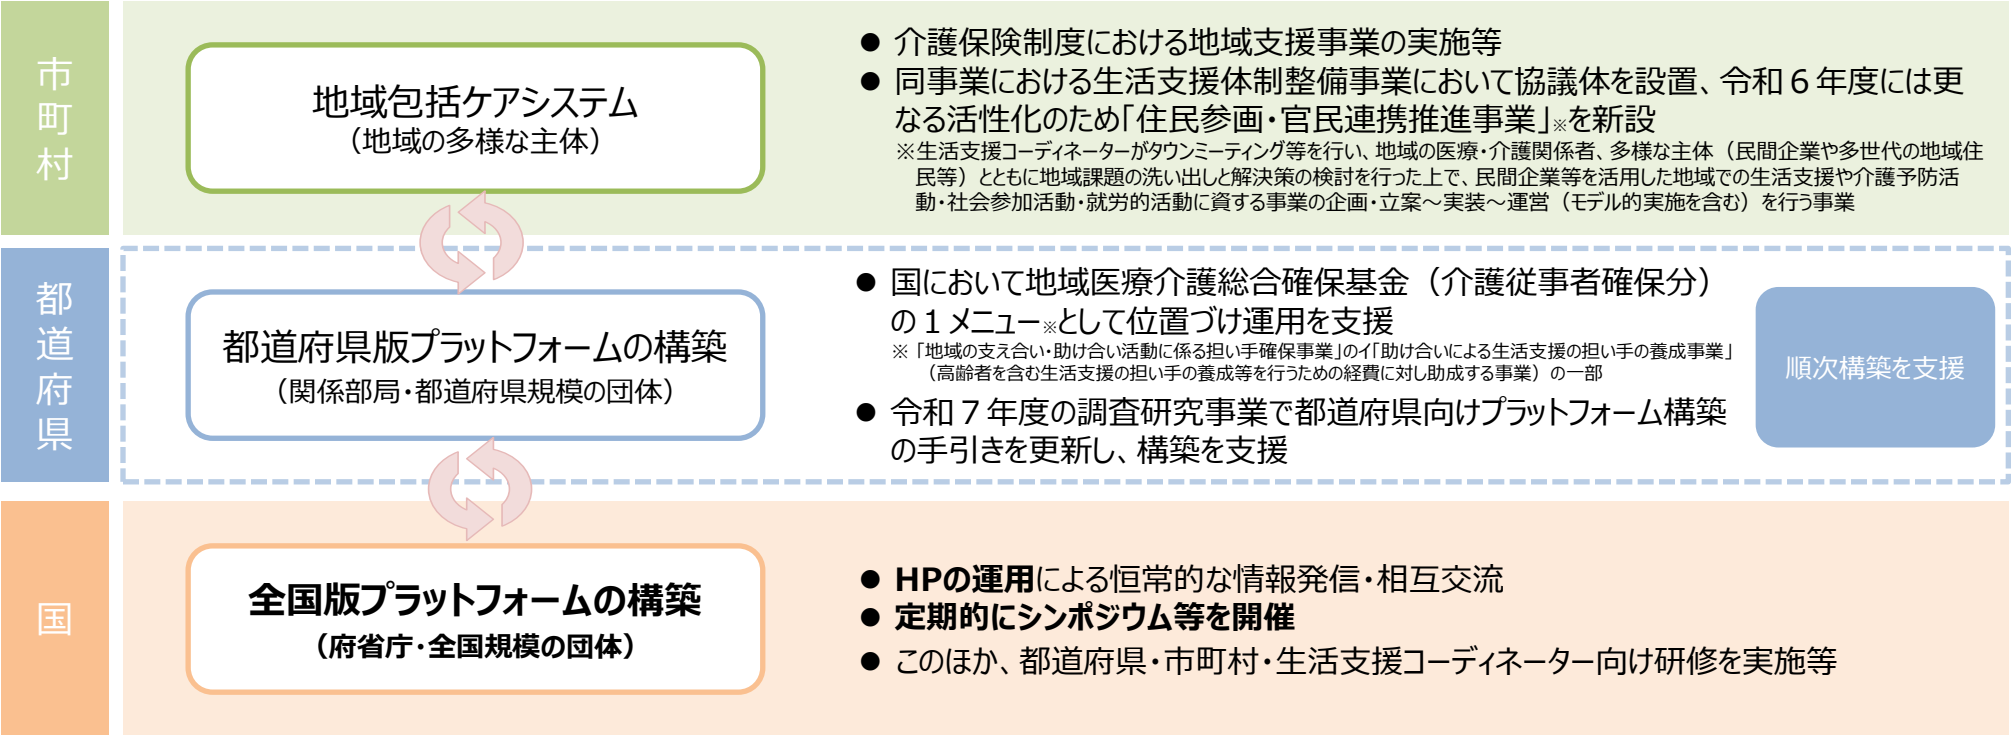 市町村
地域包括ケアシステム
（地域の多様な主体）
● 介護保険制度における地域支援事業の実施等
● 同事業における生活支援体制整備事業において協議体を設置、令和６年度には更
なる活性化のため「住民参画・官民連携推進事業」※を新設
※生活支援コーディネーターがタウンミーティング等を行い、地域の医療・介護関係者、多様な主体（民間企業や多世代の地域住
民等）とともに地域課題の洗い出しと解決策の検討を行った上で、民間企業等を活用した地域での生活支援や介護予防活
動・社会参加活動・就労的活動に資する事業の企画・立案～実装～運営（モデル的実施を含む）を行う事業
都道府県
都道府県版プラットフォームの構築
（関係部局・都道府県規模の団体）
● 国において地域医療介護総合確保基金（介護従事者確保分）
の１メニュー※として位置づけ運用を支援
※「地域の支え合い・助け合い活動に係る担い手確保事業」のイ「助け合いによる生活支援の担い手の養成事業」
（高齢者を含む生活支援の担い手の養成等を行うための経費に対し助成する事業）の一部
● 令和７年度の調査研究事業で都道府県向けプラットフォーム構築
の手引きを更新し、構築を支援
順次構築を支援
国
全国版プラットフォームの構築
（府省庁・全国規模の団体）
● HPの運用による恒常的な情報発信・相互交流
● 定期的にシンポジウム等を開催
● このほか、都道府県・市町村・生活支援コーディネーター向け研修を実施等